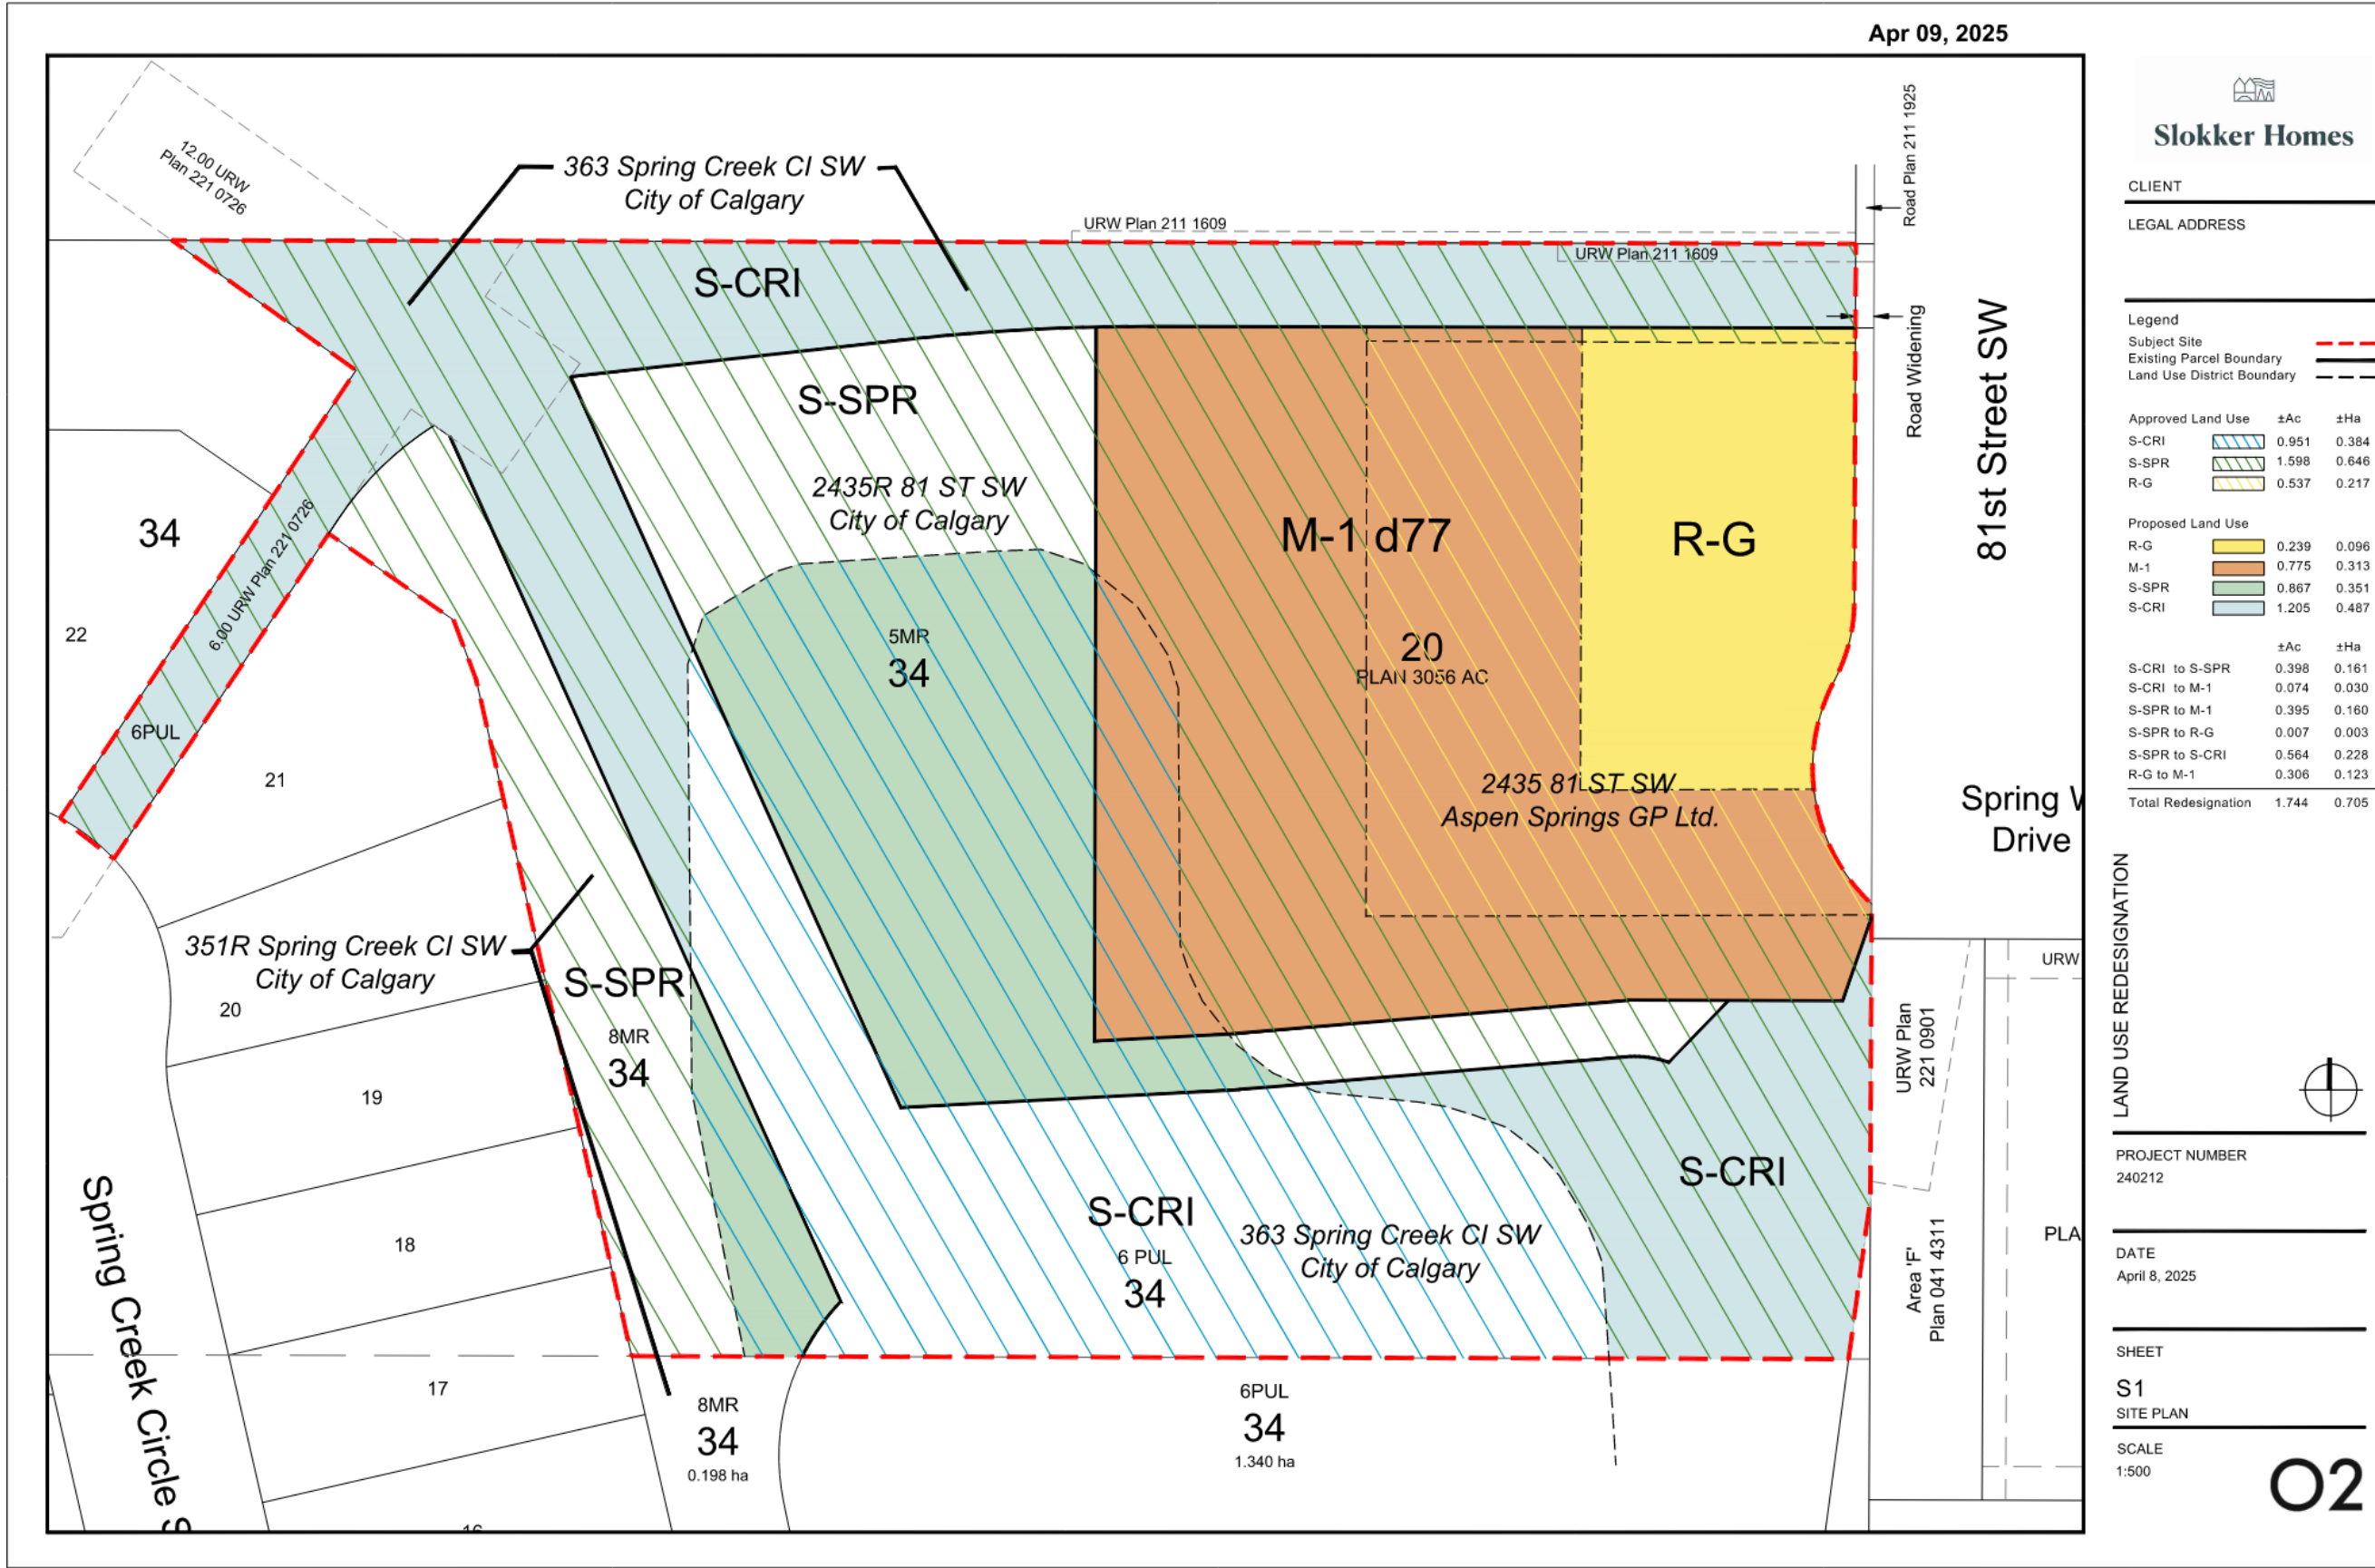 Apr 09, 2025
12.00 URW
Plan 221 0726
363 Spring Creek CI SW
City of Calgary
URW Plan 211 1609
URW Plan 211 1609
Road Plan 211 1925
Road Widening
81st Street SW
S-CRI
S-SPR
2435R 81 ST SW
City of Calgary
M-1 d77
R-G
34
22
6.00 URW Plan 221 0726
6PUL
21
5MR
34
20
PLAN 3056 AC
2435 81 ST SW
Aspen Springs GP Ltd.
Spring
Drive
351R Spring Creek CI SW
City of Calgary
20
S-SPR
8MR
34
19
18
17
Spring Creek Circle S
S-CRI
6 PUL
34
363 Spring Creek CI SW
City of Calgary
S-CRI
URW
URW Plan
221 0901
Area 'F'
Plan 041 4311
PLA
8MR
34
0.198 ha
6PUL
34
1.340 ha
Slokker Homes
CLIENT
LEGAL ADDRESS
Legend
Subject Site
Existing Parcel Boundary
Land Use District Boundary
Approved Land Use ±Ac ±Ha
S-CRI 0.951 0.384
S-SPR 1.598 0.646
R-G 0.537 0.217
Proposed Land Use
R-G 0.239 0.096
M-1 0.775 0.313
S-SPR 0.867 0.351
S-CRI 1.205 0.487
±Ac ±Ha
S-CRI to S-SPR 0.398 0.161
S-CRI to M-1 0.074 0.030
S-SPR to M-1 0.395 0.160
S-SPR to R-G 0.007 0.003
S-SPR to S-CRI 0.564 0.228
R-G to M-1 0.306 0.123
Total Redesignation 1.744 0.705
LAND USE REDESIGNATION
PROJECT NUMBER
240212
DATE
April 8, 2025
SHEET
S1
SITE PLAN
SCALE
1:500
O2